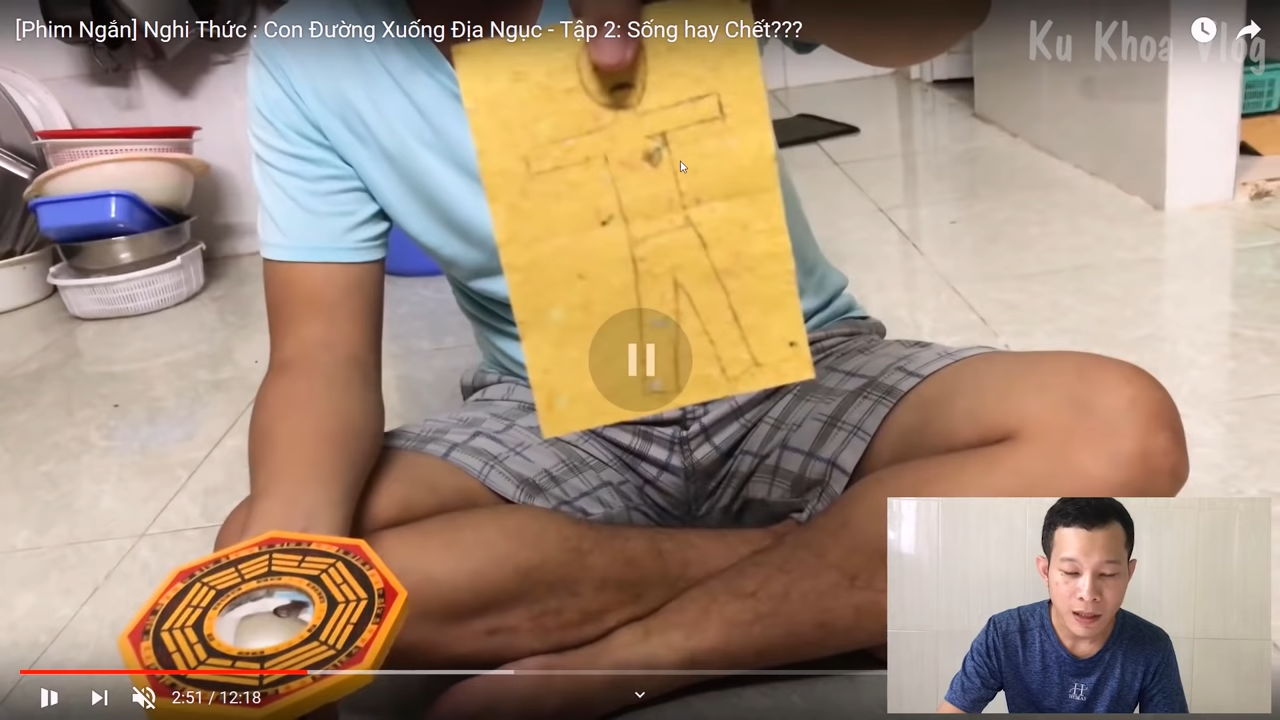 [Phim Ngắn] Nghi Thức : Con Đường Xuống Địa Ngục - Tập 2: Sống hay Chết???
Ku Khoa Vlog
2:51 / 12:18